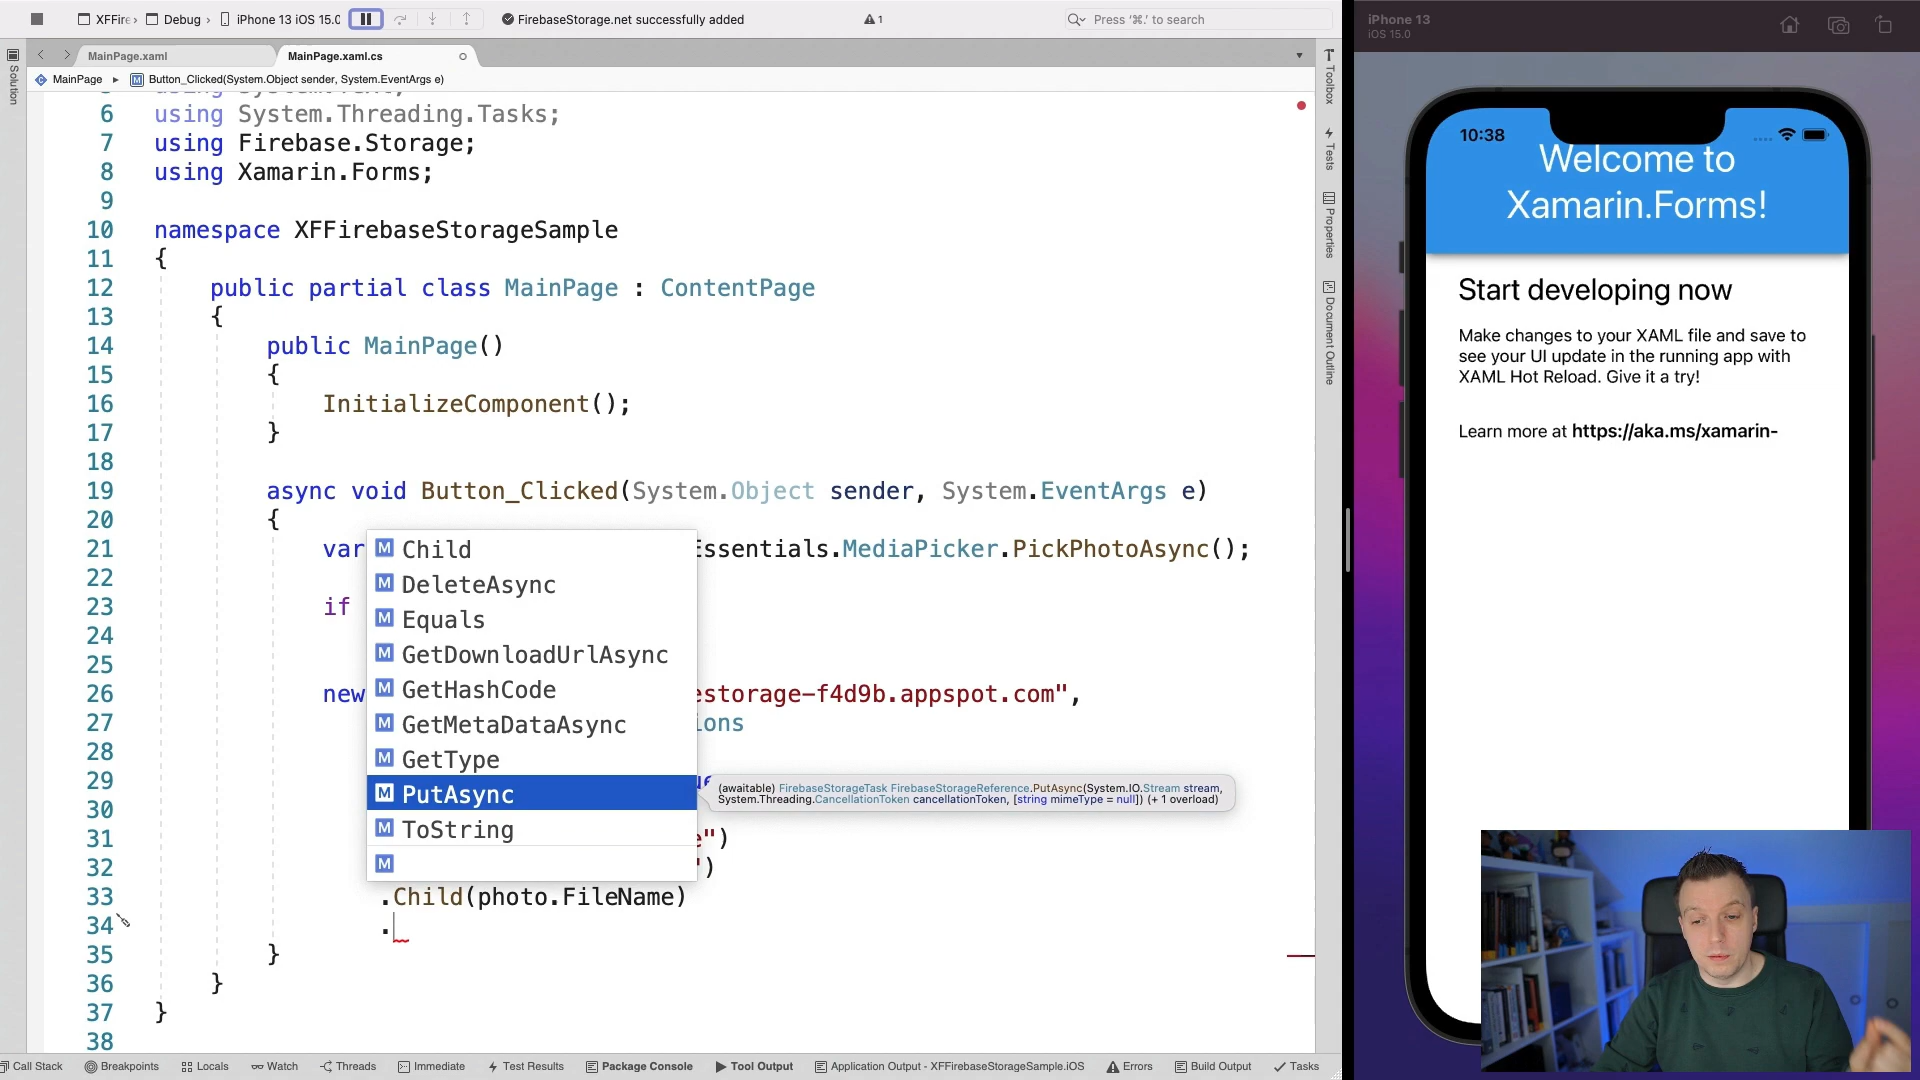 XFFire
Debug
iPhone 13 iOS 15.0
FirebaseStorage.net successfully added
1
Press '⌘.' to search
MainPage.xaml
MainPage.xaml.cs
MainPage
Button_Clicked(System.Object sender, System.EventArgs e)
Solution
Toolbox
Tests
Properties
Document Outline
6 using System.Threading.Tasks;
7 using Firebase.Storage;
8 using Xamarin.Forms;
9
10 namespace XFFirebaseStorageSample
11 {
12 public partial class MainPage : ContentPage
13 {
14 public MainPage()
15 {
16 InitializeComponent();
17 }
18
19 async void Button_Clicked(System.Object sender, System.EventArgs e)
20 {
21 var Essentials.MediaPicker.PickPhotoAsync();
22
23 if
24
25
26 new estorage-f4d9b.appspot.com",
27 ions
28
29
30
31 e")
32 ")
33 .Child(photo.FileName)
34 .
35 }
36 }
37 }
38
M Child
M DeleteAsync
M Equals
M GetDownloadUrlAsync
M GetHashCode
M GetMetaDataAsync
M GetType
M PutAsync
M ToString
M
(awaitable) FirebaseStorageTask FirebaseStorageReference.PutAsync(System.IO.Stream stream,
System.Threading.CancellationToken cancellationToken, [string mimeType = null]) (+ 1 overload)
Call Stack
Breakpoints
Locals
Watch
Threads
Immediate
Test Results
Package Console
Tool Output
Application Output - XFFirebaseStorageSample.iOS
Errors
Build Output
Tasks
iPhone 13
iOS 15.0
10:38
Welcome to
Xamarin.Forms!
Start developing now
Make changes to your XAML file and save to
see your UI update in the running app with
XAML Hot Reload. Give it a try!
Learn more at https://aka.ms/xamarin-